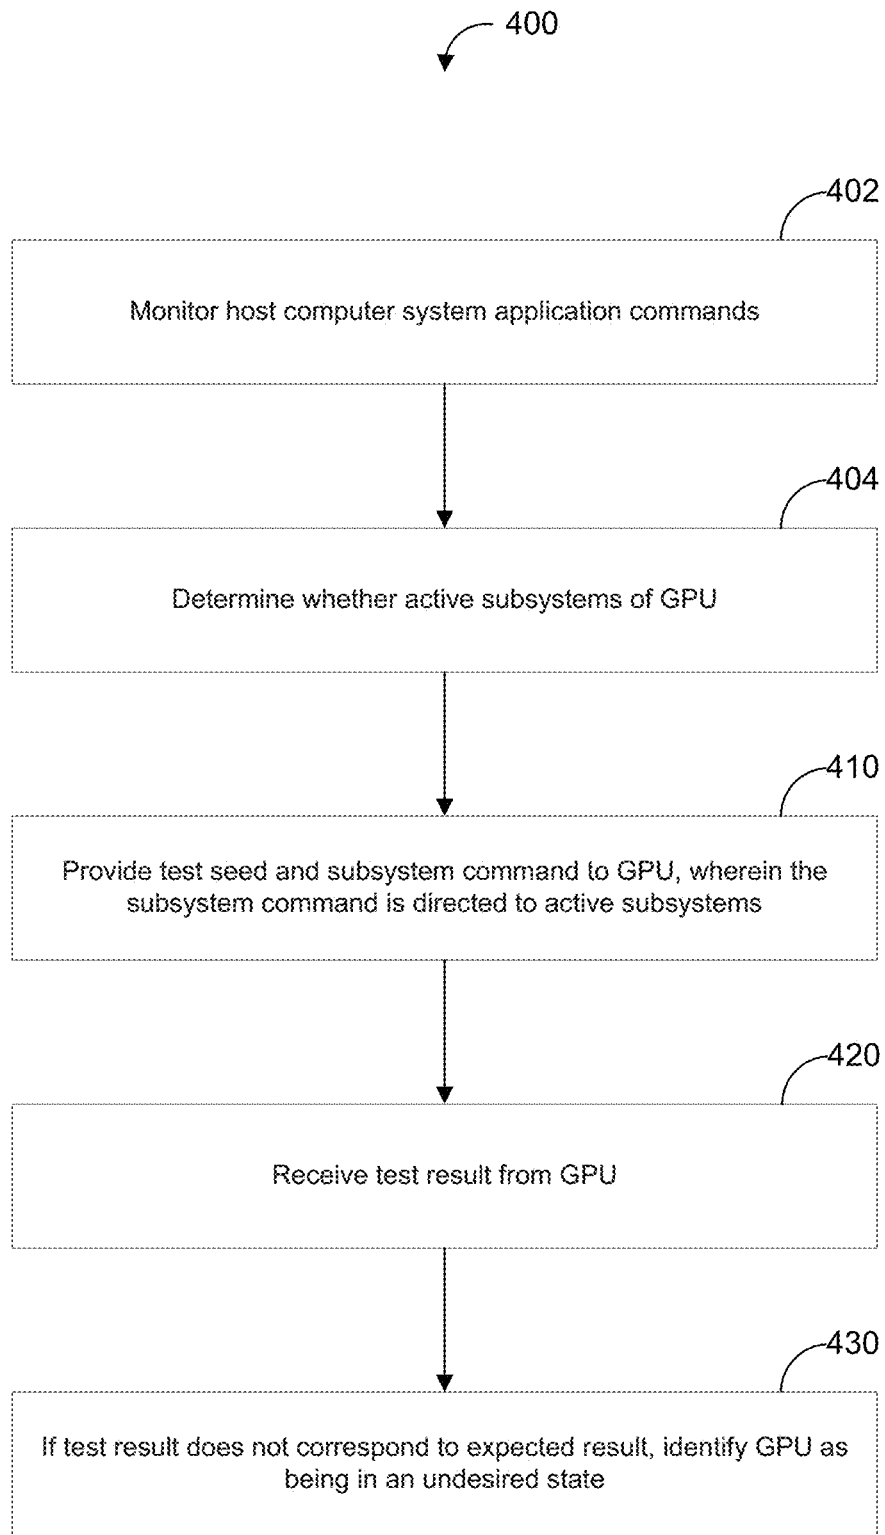 400
402
Monitor host computer system application commands
404
Determine whether active subsystems of GPU
410
Provide test seed and subsystem command to GPU, wherein the
subsystem command is directed to active subsystems
420
Receive test result from GPU
430
If test result does not correspond to expected result, identify GPU as
being in an undesired state